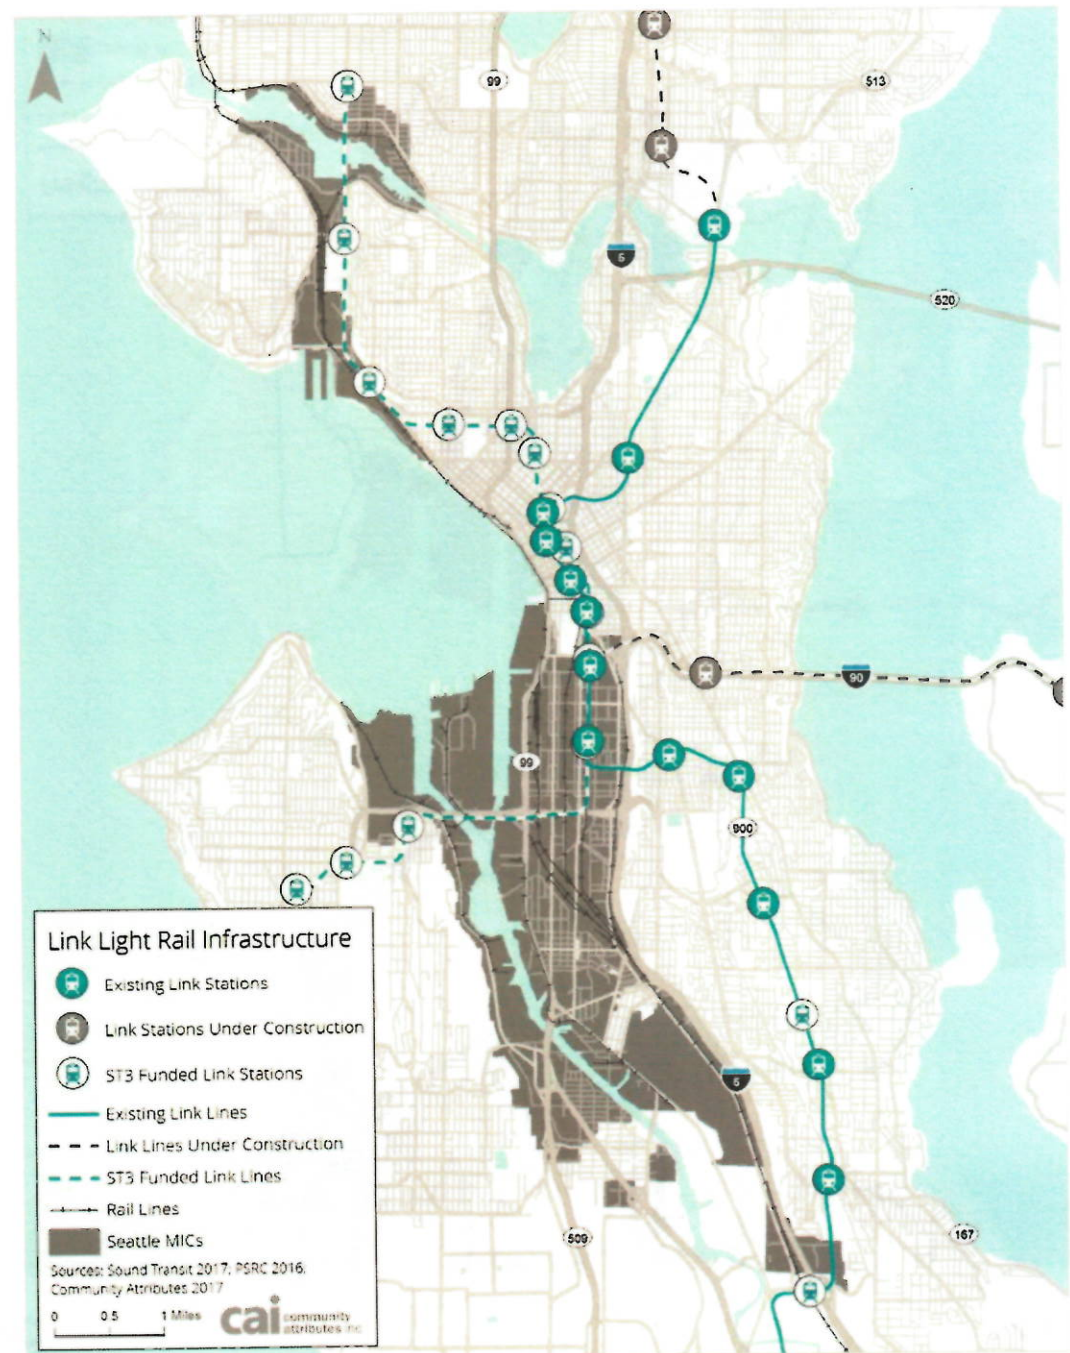 N
99
513
5
520
90
99
900
5
509
167
Link Light Rail Infrastructure
Existing Link Stations
Link Stations Under Construction
ST3 Funded Link Stations
Existing Link Lines
Link Lines Under Construction
ST3 Funded Link Lines
Rail Lines
Seattle MICs
Sources: Sound Transit 2017; PSRC 2016;
Community Attributes 2017
0 0.5 1 Miles
cai community
attributes inc